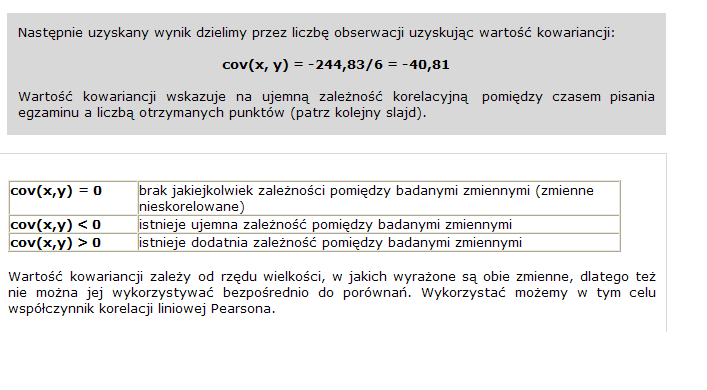 Następnie uzyskany wynik dzielimy przez liczbę obserwacji uzyskując wartość kowariancji:
cov(x, y) = -244,83/6 = -40,81
Wartość kowariancji wskazuje na ujemną zależność korelacyjną pomiędzy czasem pisania
egzaminu a liczbą otrzymanych punktów (patrz kolejny slajd).
cov(x,y) = 0 brak jakiejkolwiek zależności pomiędzy badanymi zmiennymi (zmienne
nieskorelowane)
cov(x,y) < 0 istnieje ujemna zależność pomiędzy badanymi zmiennymi
cov(x,y) > 0 istnieje dodatnia zależność pomiędzy badanymi zmiennymi
Wartość kowariancji zależy od rzędu wielkości, w jakich wyrażone są obie zmienne, dlatego też
nie można jej wykorzystywać bezpośrednio do porównań. Wykorzystać możemy w tym celu
współczynnik korelacji liniowej Pearsona.